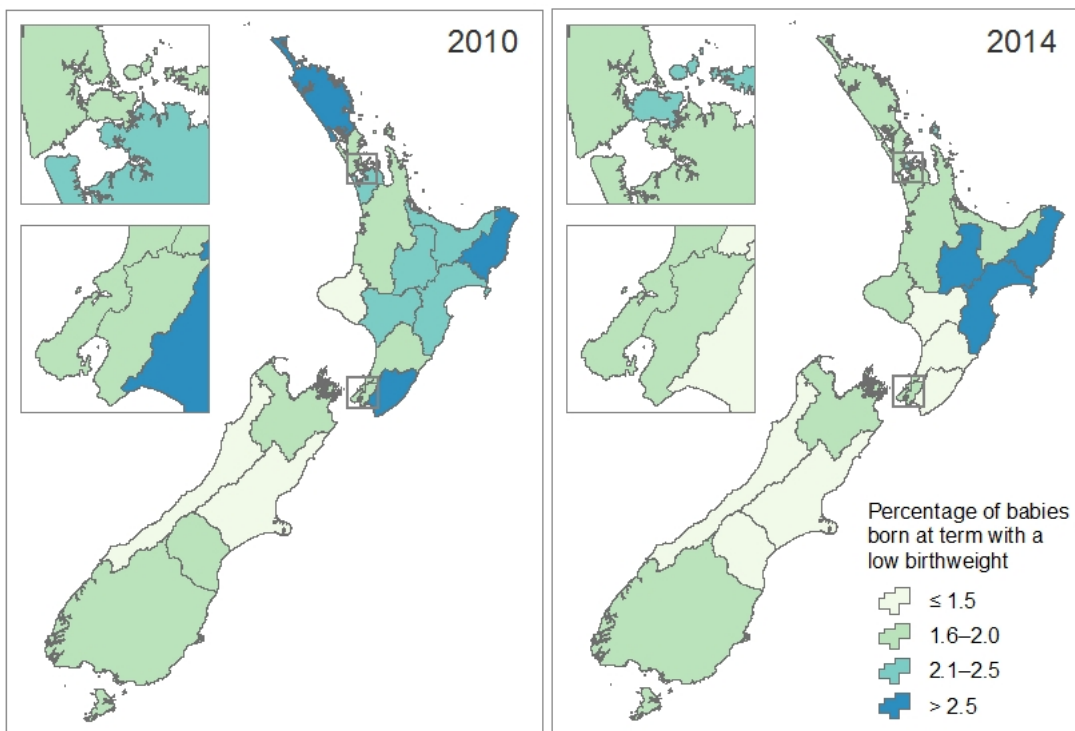 2010
2014
Percentage of babies
born at term with a
low birthweight
≤ 1.5
1.6–2.0
2.1–2.5
> 2.5